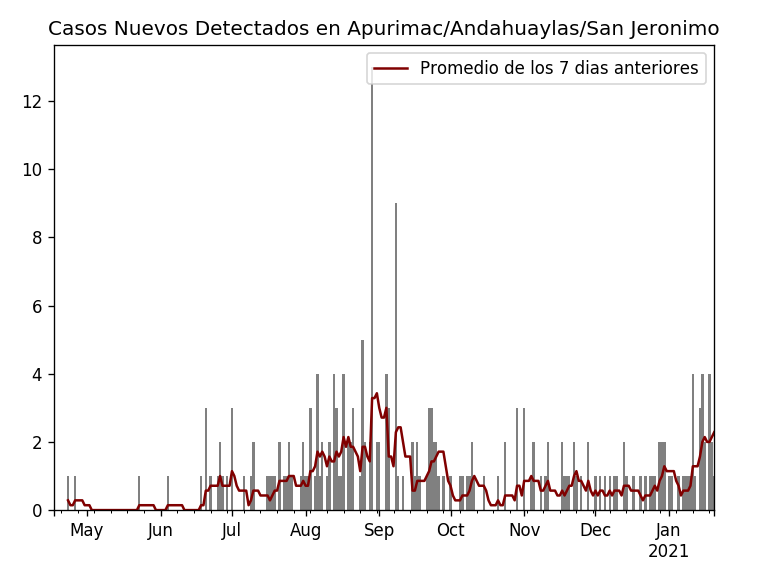 Casos Nuevos Detectados en Apurimac/Andahuaylas/San Jeronimo
Promedio de los 7 dias anteriores
12
10
8
6
4
2
0
May Jun Jul Aug Sep Oct Nov Dec Jan
2021